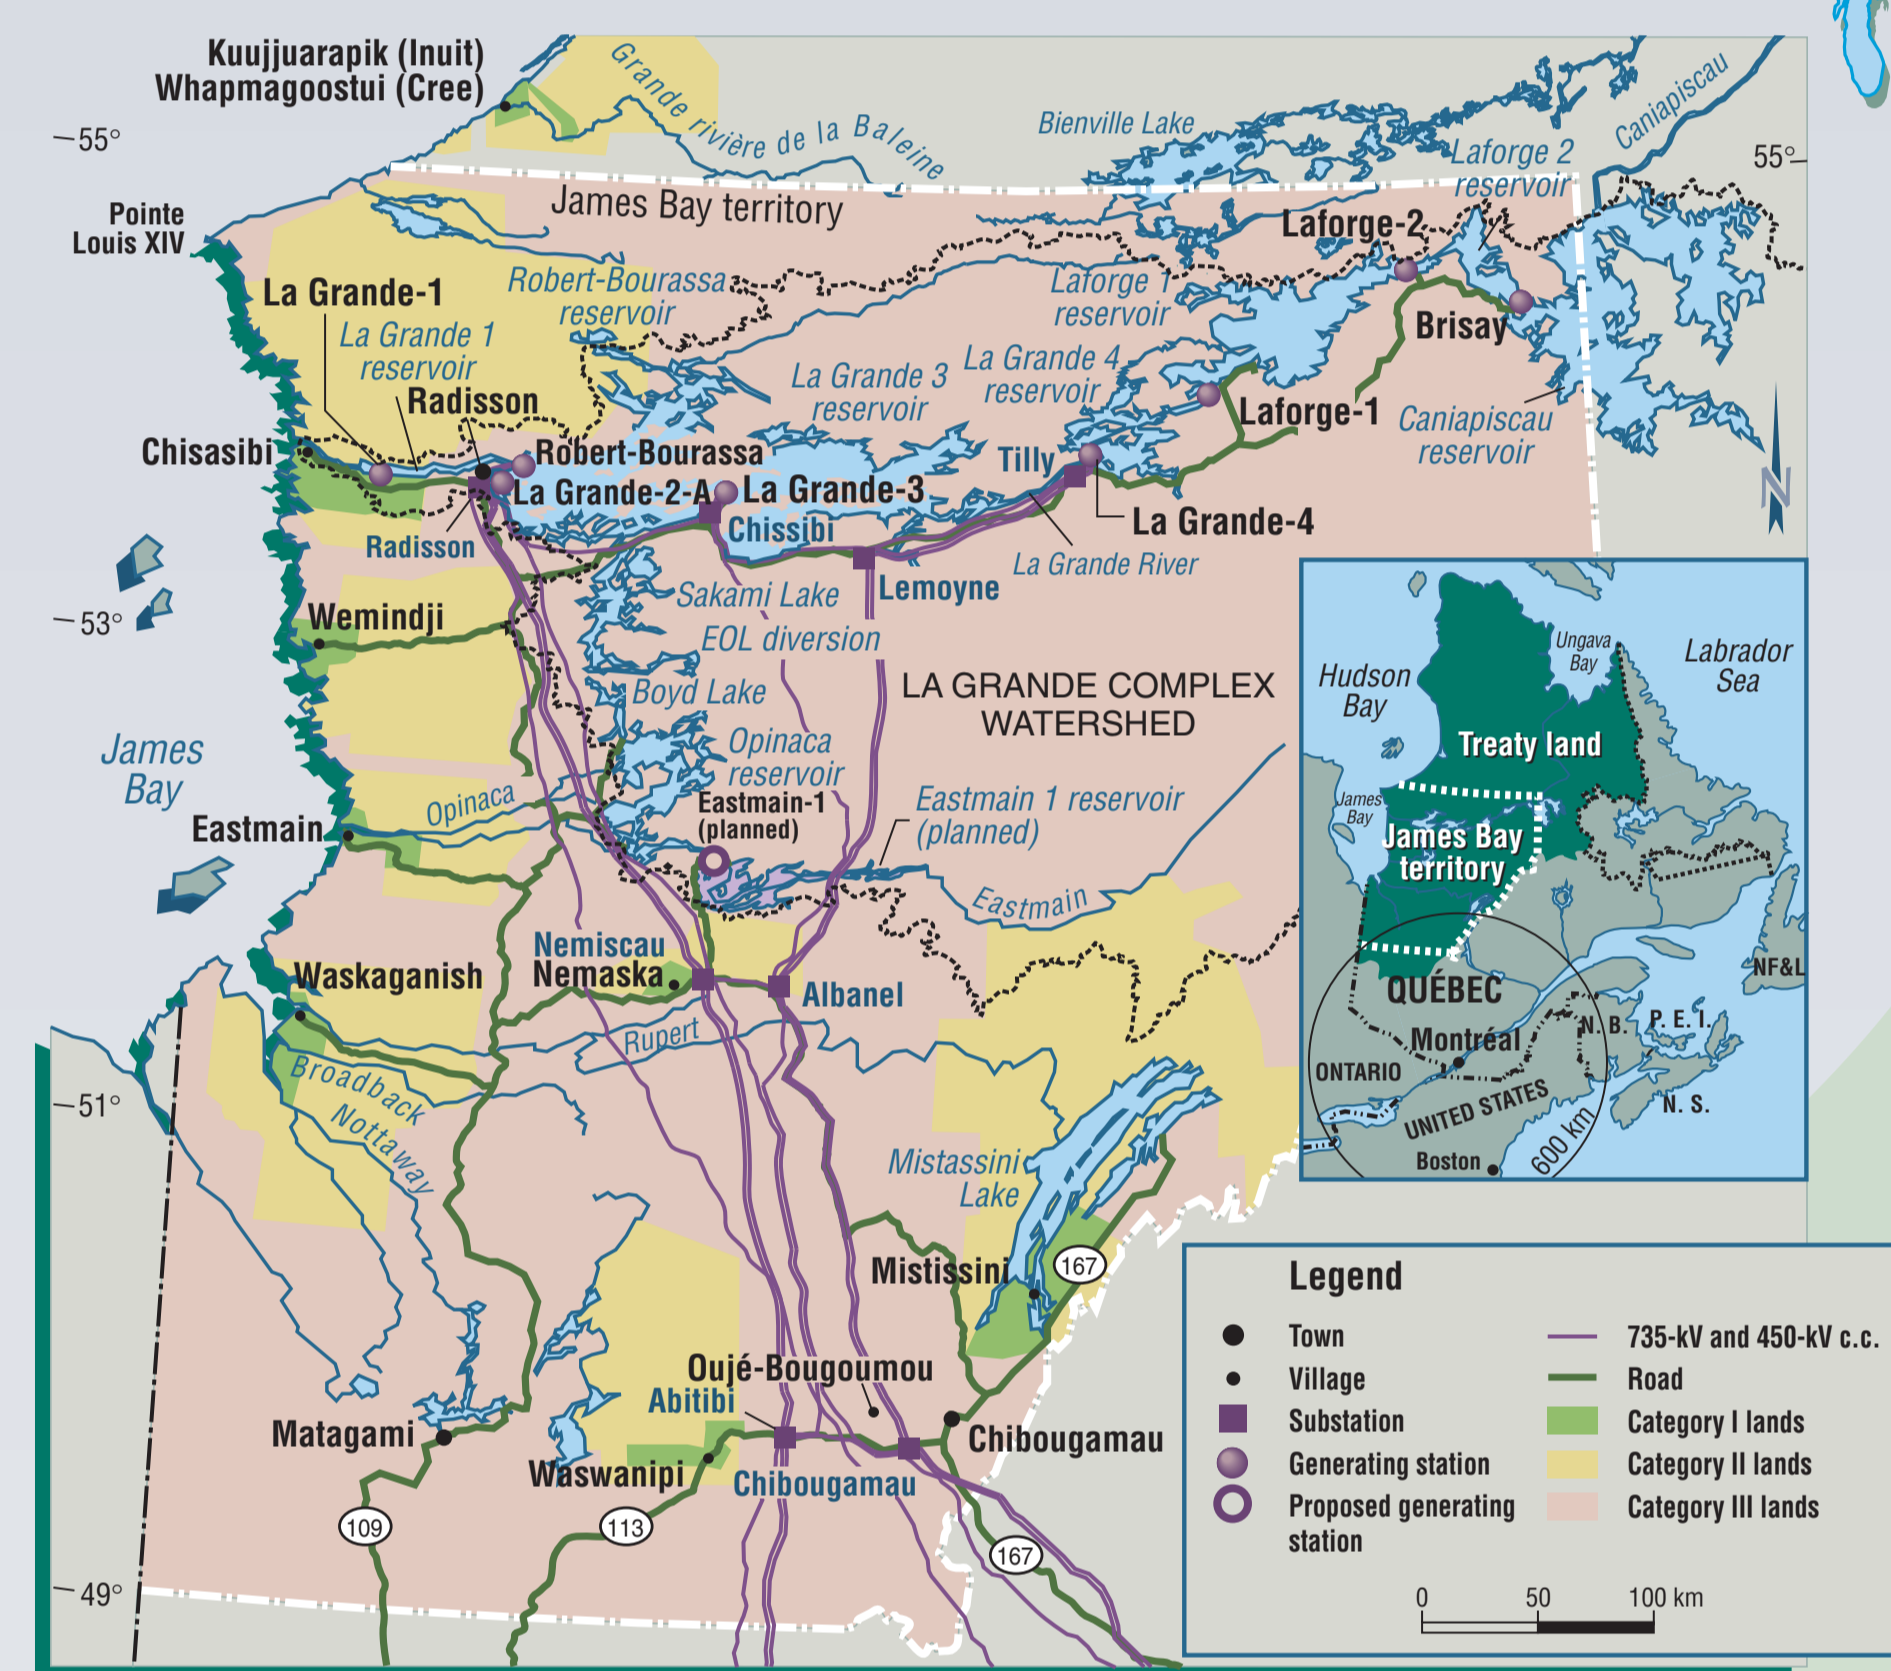 Kuujjuarapik (Inuit)
Whapmagoostui (Cree)
Grande rivière de la Baleine
Bienville Lake
Caniapiscau
55°
55°
Laforge 2
reservoir
James Bay territory
Pointe
Louis XIV
Laforge-2
La Grande-1
Robert-Bourassa
reservoir
Laforge 1
reservoir
La Grande 1
reservoir
Brisay
La Grande 3
reservoir
La Grande 4
reservoir
Radisson
Laforge-1
Caniapiscau
reservoir
Chisasibi
Robert-Bourassa
Tilly
La Grande-2-A
La Grande-3
N
Chissibi
La Grande-4
Radisson
La Grande River
Lemoyne
Sakami Lake
53°
Wemindji
EOL diversion
Boyd Lake
LA GRANDE COMPLEX
WATERSHED
James
Bay
Opinaca
reservoir
Opinaca
Eastmain-1
(planned)
Eastmain 1 reservoir
(planned)
Eastmain
Eastmain
Nemiscau
Nemaska
Waskaganish
Albanel
Rupert
Broadback
Nottaway
51°
Mistassini
Lake
Mistissini
167
Oujé-Bougoumou
Abitibi
Matagami
Chibougamau
Waswanipi
Chibougamau
109
113
167
49°
Hudson
Bay
Ungava
Bay
Labrador
Sea
Treaty land
James
Bay
James Bay
territory
NF&L
QUÉBEC
N. B.
P. E. I.
Montréal
ONTARIO
UNITED STATES
N. S.
600 km
Boston
Legend
Town
Village
Substation
Generating station
Proposed generating
station
735-kV and 450-kV c.c.
Road
Category I lands
Category II lands
Category III lands
0 50 100 km